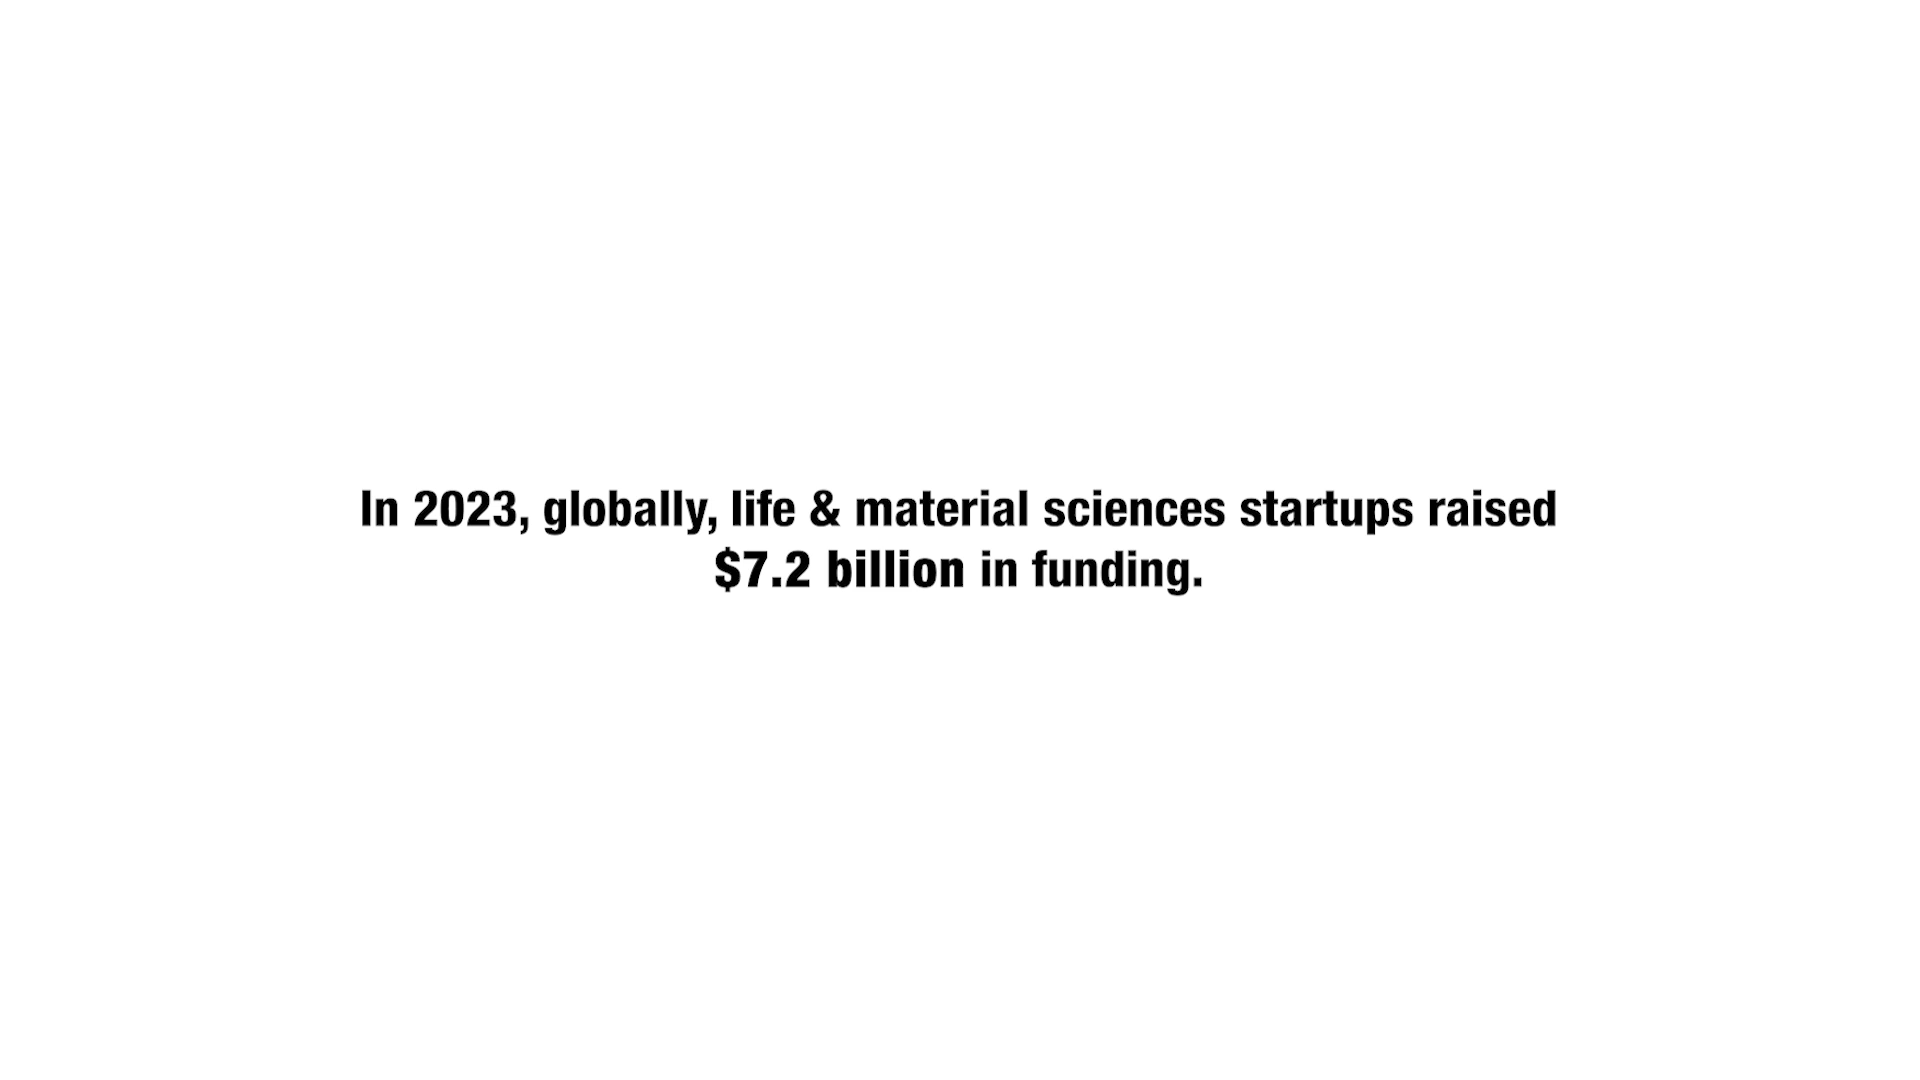 In 2023, globally, life & material sciences startups raised
$7.2 billion in funding.